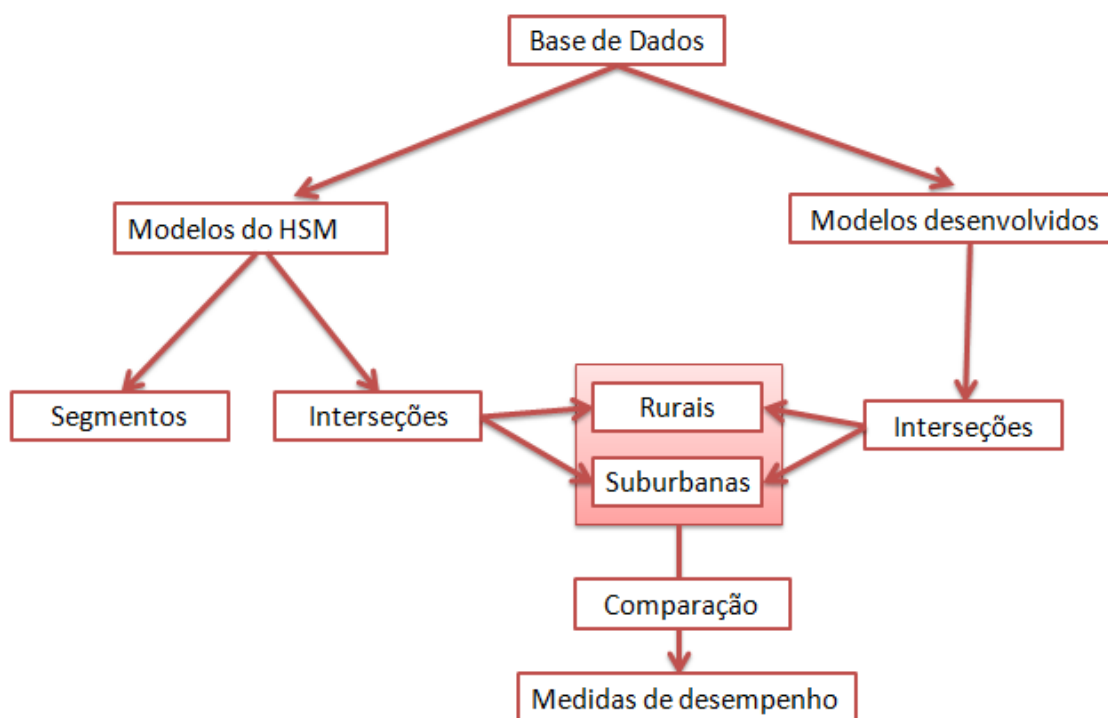 Base de Dados
Modelos do HSM
Modelos desenvolvidos
Segmentos
Interseções
Rurais
Suburbanas
Interseções
Comparação
Medidas de desempenho